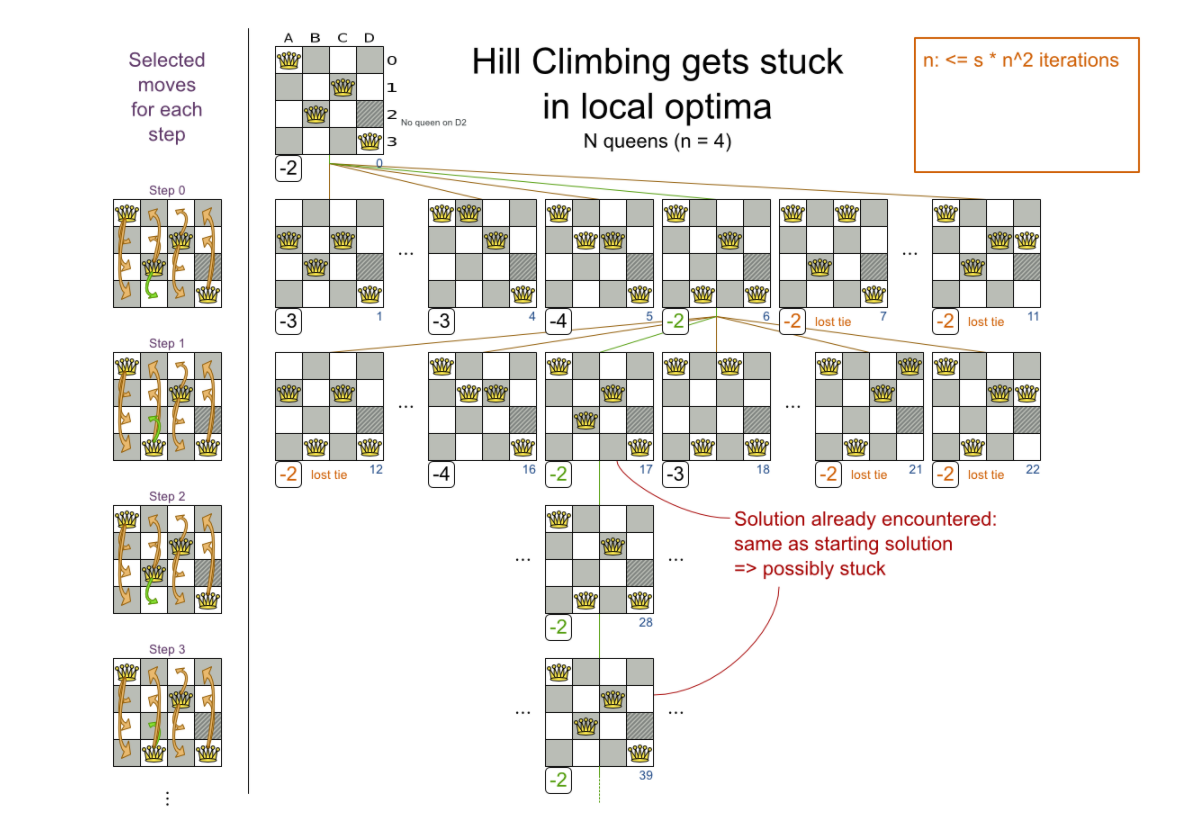 Selected
moves
for each
step
A B C D
0
1
2
3
No queen on D2
-2
0
Hill Climbing gets stuck
in local optima
N queens (n = 4)
n: <= s * n^2 iterations
Step 0
...
...
-3
1
-3
4
-4
5
-2
6
-2 lost tie
7
-2 lost tie
11
Step 1
...
...
-2 lost tie
12
-4
16
-2
17
-3
18
-2 lost tie
21
-2 lost tie
22
Step 2
...
...
-2
28
Solution already encountered:
same as starting solution
=> possibly stuck
Step 3
...
...
-2
39
...